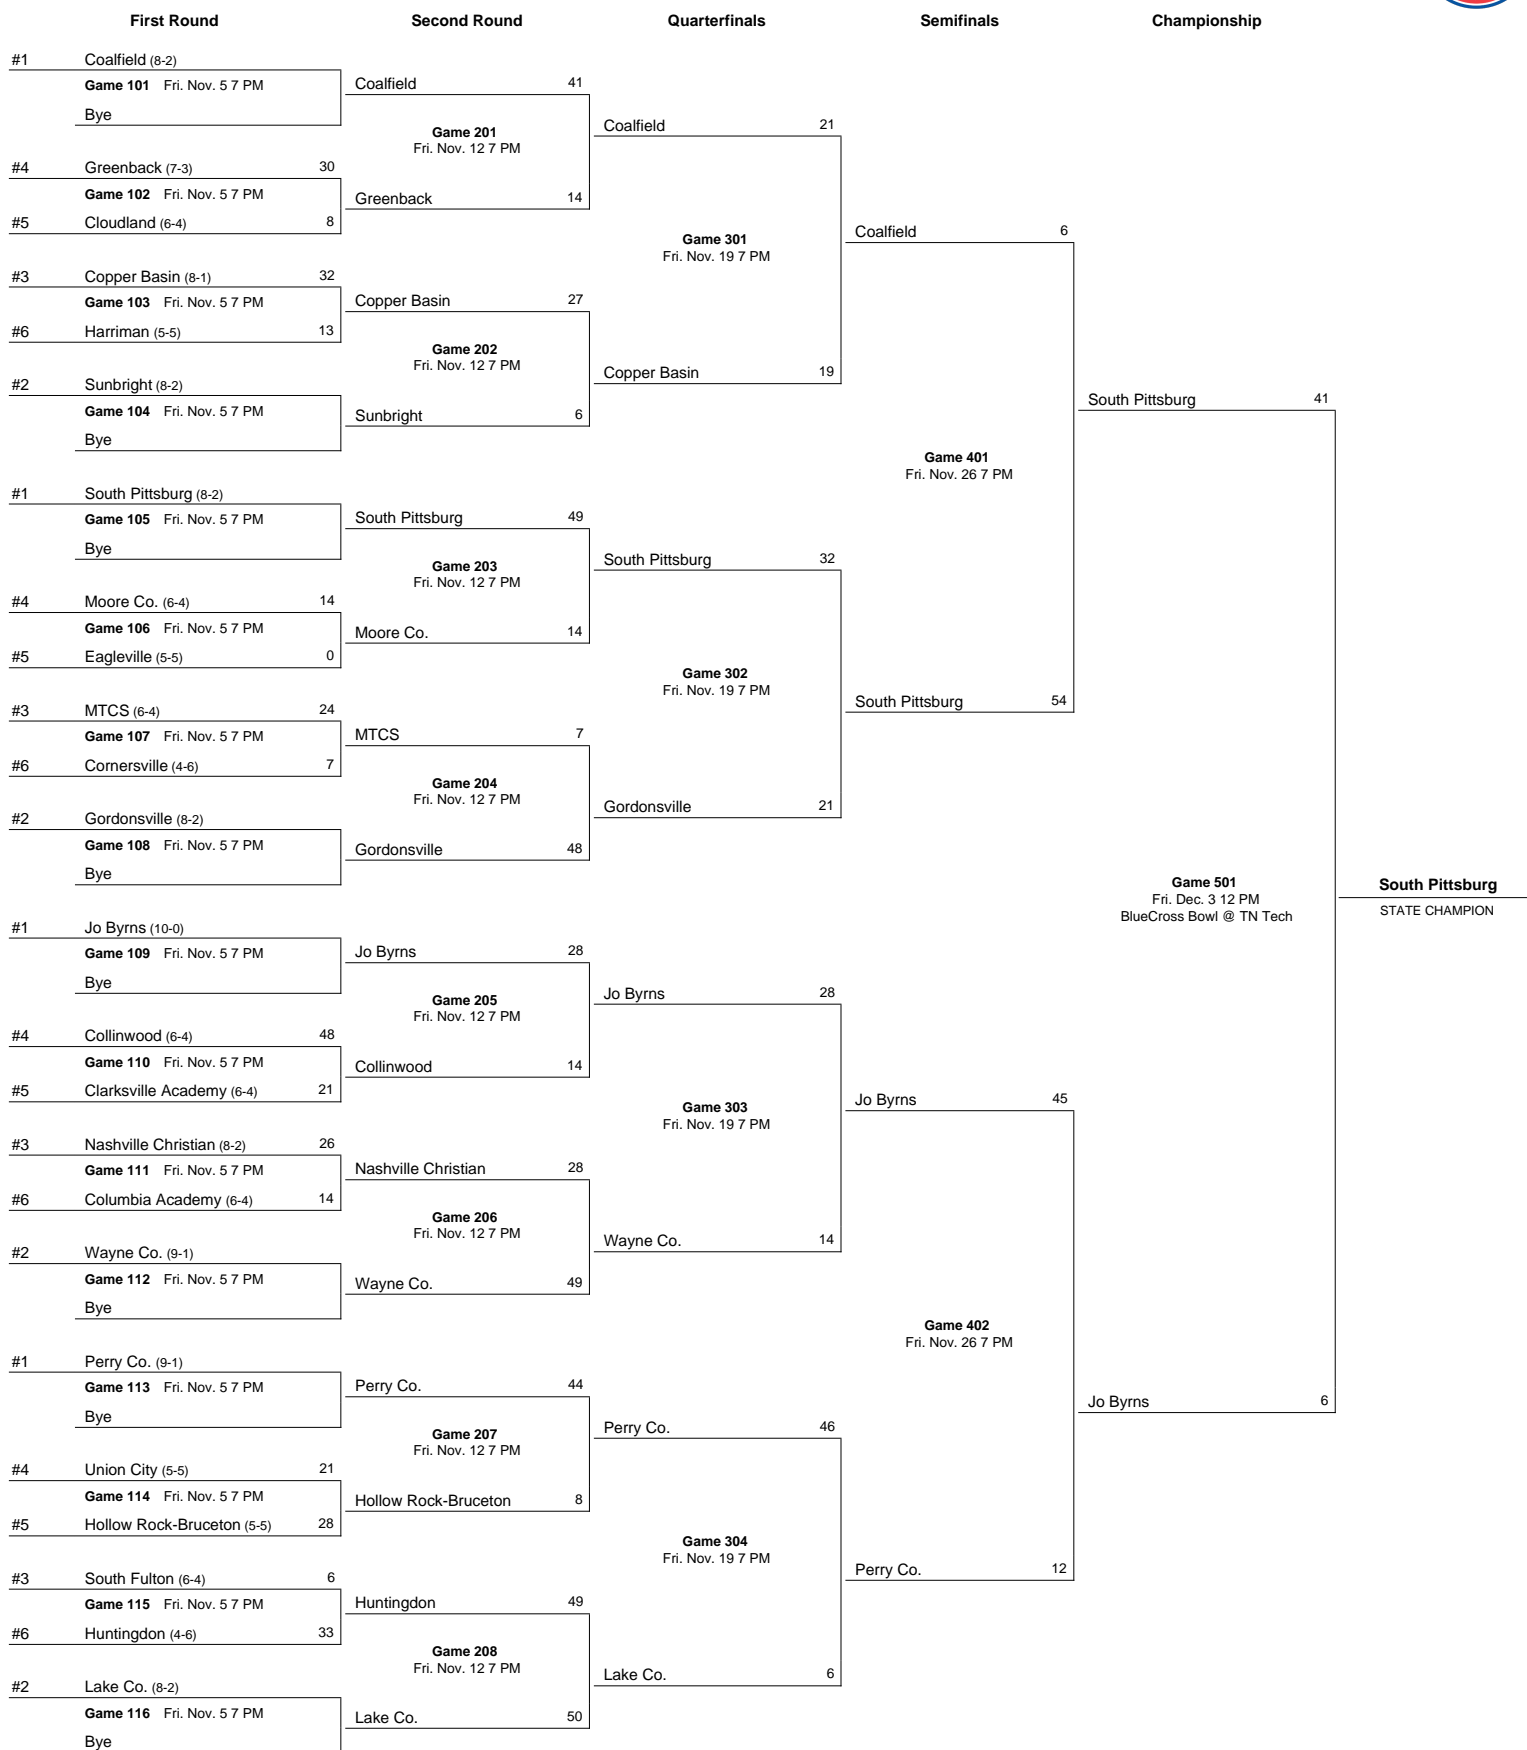 First Round Second Round Quarterfinals Semifinals Championship
#1 Coalfield (8-2)
Game 101 Fri. Nov. 5 7 PM
Bye
#4 Greenback (7-3) 30
Game 102 Fri. Nov. 5 7 PM
#5 Cloudland (6-4) 8
#3 Copper Basin (8-1) 32
Game 103 Fri. Nov. 5 7 PM
#6 Harriman (5-5) 13
#2 Sunbright (8-2)
Game 104 Fri. Nov. 5 7 PM
Bye
#1 South Pittsburg (8-2)
Game 105 Fri. Nov. 5 7 PM
Bye
#4 Moore Co. (6-4) 14
Game 106 Fri. Nov. 5 7 PM
#5 Eagleville (5-5) 0
#3 MTCS (6-4) 24
Game 107 Fri. Nov. 5 7 PM
#6 Cornersville (4-6) 7
#2 Gordonsville (8-2)
Game 108 Fri. Nov. 5 7 PM
Bye
#1 Jo Byrns (10-0)
Game 109 Fri. Nov. 5 7 PM
Bye
#4 Collinwood (6-4) 48
Game 110 Fri. Nov. 5 7 PM
#5 Clarksville Academy (6-4) 21
#3 Nashville Christian (8-2) 26
Game 111 Fri. Nov. 5 7 PM
#6 Columbia Academy (6-4) 14
#2 Wayne Co. (9-1)
Game 112 Fri. Nov. 5 7 PM
Bye
#1 Perry Co. (9-1)
Game 113 Fri. Nov. 5 7 PM
Bye
#4 Union City (5-5) 21
Game 114 Fri. Nov. 5 7 PM
#5 Hollow Rock-Bruceton (5-5) 28
#3 South Fulton (6-4) 6
Game 115 Fri. Nov. 5 7 PM
#6 Huntingdon (4-6) 33
#2 Lake Co. (8-2)
Game 116 Fri. Nov. 5 7 PM
Bye
Coalfield 41
Game 201
Fri. Nov. 12 7 PM
Greenback 14
Copper Basin 27
Game 202
Fri. Nov. 12 7 PM
Sunbright 6
South Pittsburg 49
Game 203
Fri. Nov. 12 7 PM
Moore Co. 14
MTCS 7
Game 204
Fri. Nov. 12 7 PM
Gordonsville 48
Jo Byrns 28
Game 205
Fri. Nov. 12 7 PM
Collinwood 14
Nashville Christian 28
Game 206
Fri. Nov. 12 7 PM
Wayne Co. 49
Perry Co. 44
Game 207
Fri. Nov. 12 7 PM
Hollow Rock-Bruceton 8
Huntingdon 49
Game 208
Fri. Nov. 12 7 PM
Lake Co. 50
Coalfield 21
Game 301
Fri. Nov. 19 7 PM
Copper Basin 19
South Pittsburg 32
Game 302
Fri. Nov. 19 7 PM
Gordonsville 21
Jo Byrns 28
Game 303
Fri. Nov. 19 7 PM
Wayne Co. 14
Perry Co. 46
Game 304
Fri. Nov. 19 7 PM
Lake Co. 6
Coalfield 6
Game 401
Fri. Nov. 26 7 PM
South Pittsburg 54
Jo Byrns 45
Game 402
Fri. Nov. 26 7 PM
Perry Co. 12
South Pittsburg 41
Game 501
Fri. Dec. 3 12 PM
BlueCross Bowl @ TN Tech
Jo Byrns 6
South Pittsburg
STATE CHAMPION